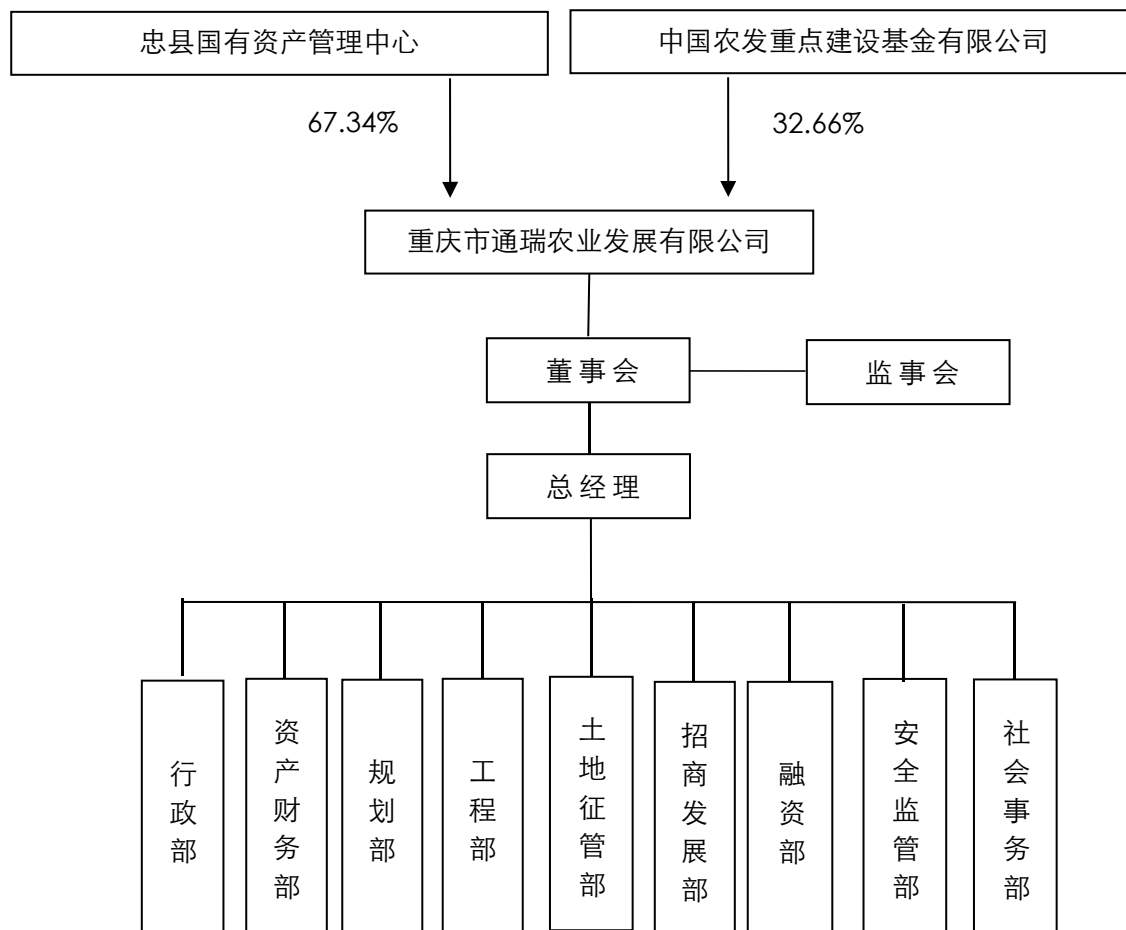 忠县国有资产管理中心
中国农发重点建设基金有限公司
67.34%
32.66%
重庆市通瑞农业发展有限公司
董事会
监事会
总经理
行政部
资产财务部
规划部
工程部
土地征管部
招商发展部
融资部
安全监管部
社会事务部